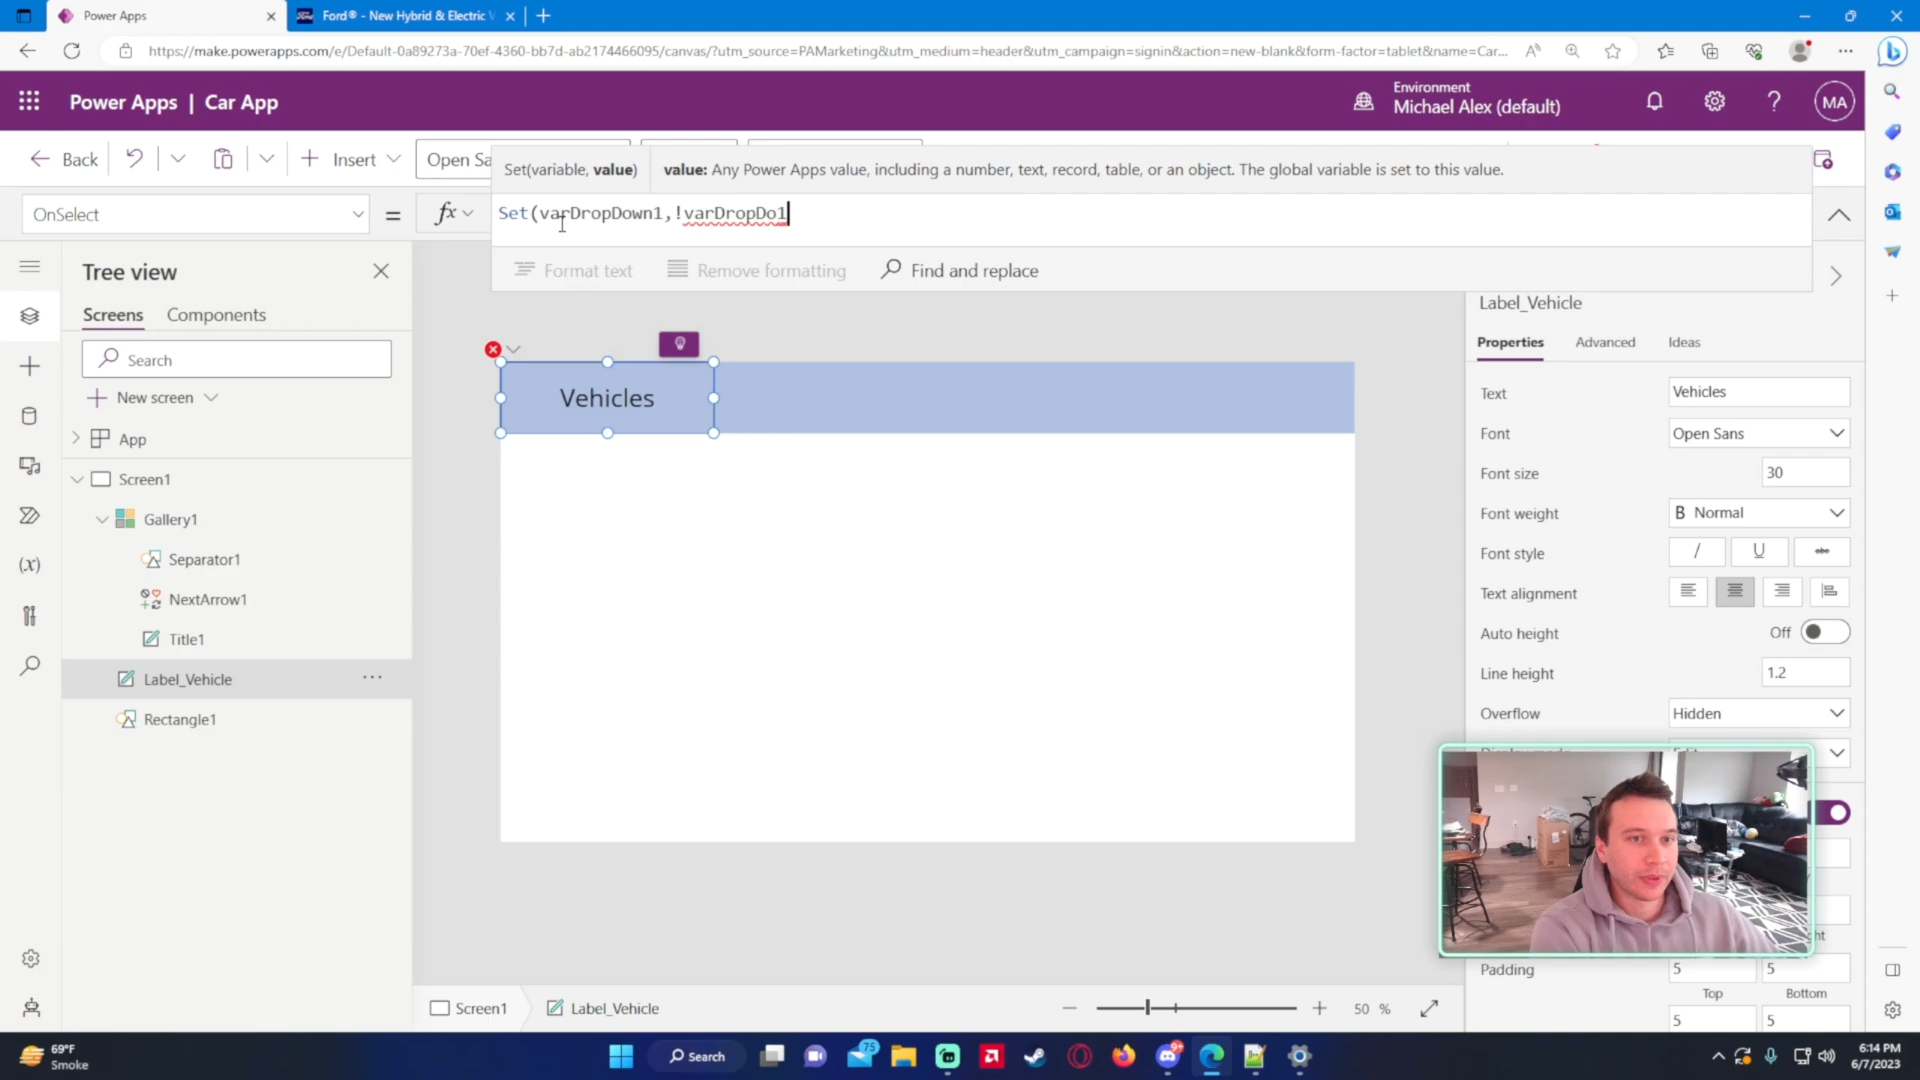 Power Apps
Ford® - New Hybrid & Electric V
https://make.powerapps.com/e/Default-0a89273a-70ef-4360-bb7d-ab2174466095/canvas/?utm_source=PAMarketing&utm_medium=header&utm_campaign=signin&action=new-blank&form-factor=tablet&name=Car...
Power Apps | Car App
Environment
Michael Alex (default)
MA
Back
Insert
Open Sa
Set(variable, value)
value: Any Power Apps value, including a number, text, record, table, or an object. The global variable is set to this value.
OnSelect
=
fx
Set(varDropDown1,!varDropDo1
Format text
Remove formatting
Find and replace
Tree view
Screens
Components
Search
New screen
App
Screen1
Gallery1
Separator1
NextArrow1
Title1
Label_Vehicle
...
Rectangle1
Vehicles
Label_Vehicle
Properties
Advanced
Ideas
Text
Vehicles
Font
Open Sans
Font size
30
Font weight
B Normal
Font style
/ U abc
Text alignment
Auto height
Off
Line height
1.2
Overflow
Hidden
Padding
5
5
Top
Bottom
5
5
Screen1
Label_Vehicle
50 %
69°F
Smoke
Search
75
9+
6:14 PM
6/7/2023